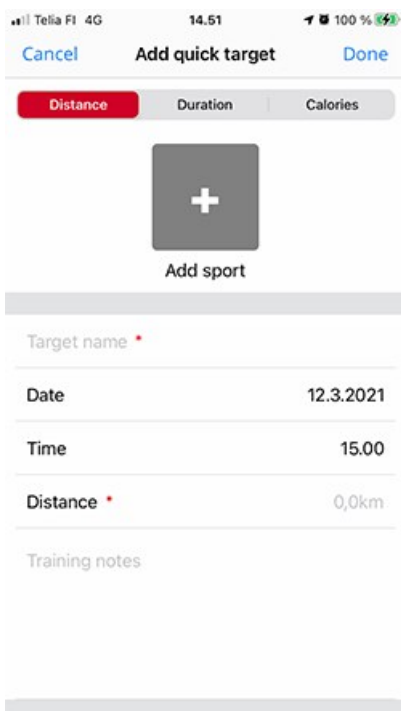 Telia FI 4G 14.51 100 %
Cancel Add quick target Done
Distance Duration Calories
Add sport
Target name *
Date 12.3.2021
Time 15.00
Distance * 0,0km
Training notes